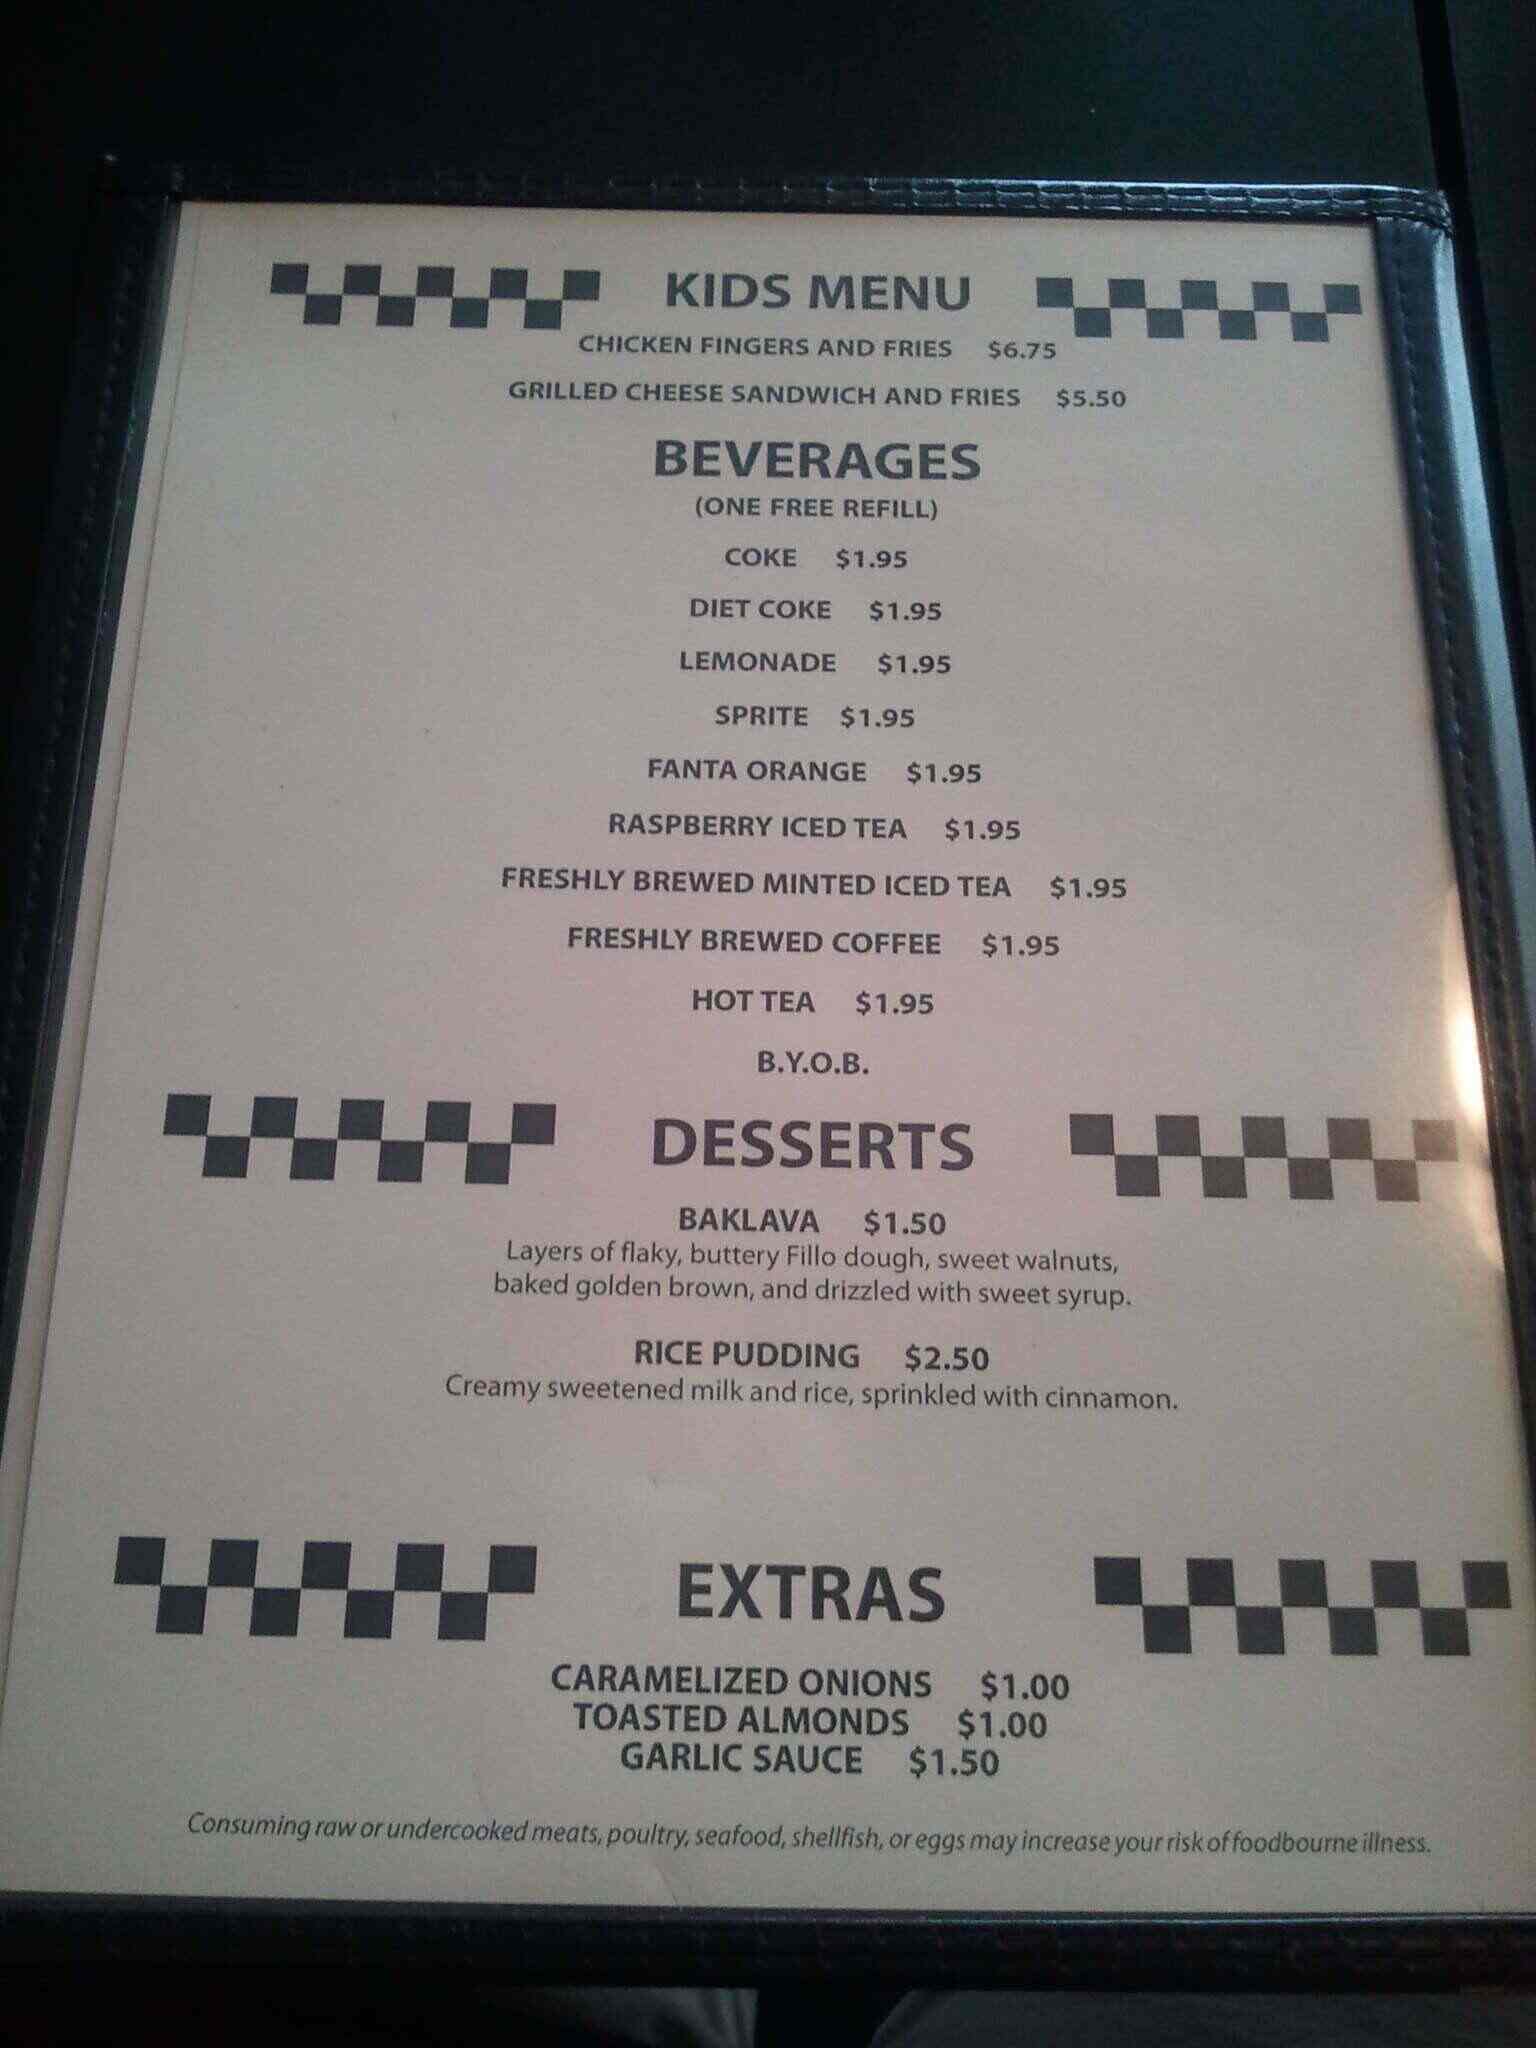 KIDS MENU
CHICKEN FINGERS AND FRIES $6.75
GRILLED CHEESE SANDWICH AND FRIES $5.50
BEVERAGES
(ONE FREE REFILL)
COKE $1.95
DIET COKE $1.95
LEMONADE $1.95
SPRITE $1.95
FANTA ORANGE $1.95
RASPBERRY ICED TEA $1.95
FRESHLY BREWED MINTED ICED TEA $1.95
FRESHLY BREWED COFFEE $1.95
HOT TEA $1.95
B.Y.O.B.
DESSERTS
BAKLAVA $1.50
Layers of flaky, buttery Fillo dough, sweet walnuts,
baked golden brown, and drizzled with sweet syrup.
RICE PUDDING $2.50
Creamy sweetened milk and rice, sprinkled with cinnamon.
EXTRAS
CARAMELIZED ONIONS $1.00
TOASTED ALMONDS $1.00
GARLIC SAUCE $1.50
Consuming raw or undercooked meats, poultry, seafood, shellfish, or eggs may increase your risk of foodbourne illness.